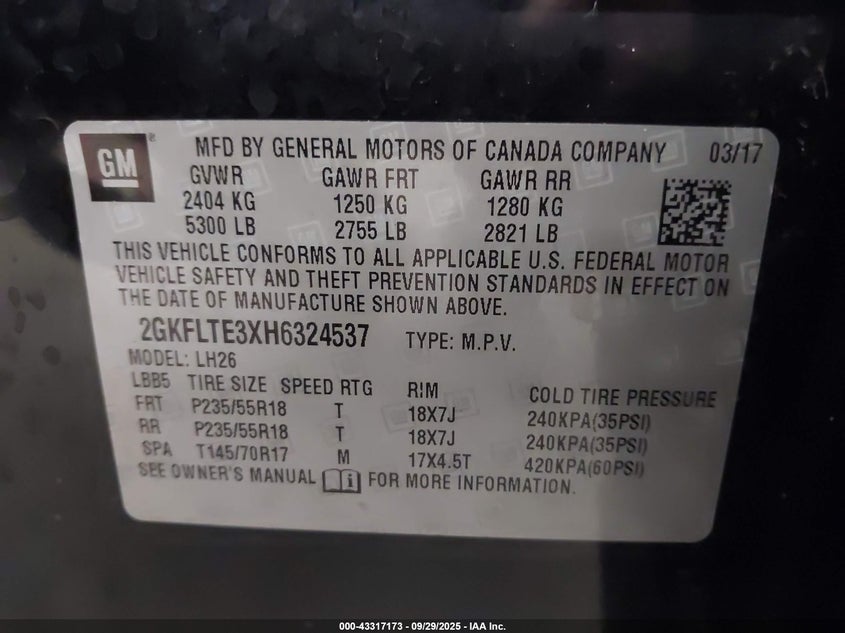 GM ® MFD BY GENERAL MOTORS OF CANADA COMPANY 03/17
GVWR GAWR FRT GAWR RR
2404 KG 1250 KG 1280 KG
5300 LB 2755 LB 2821 LB
THIS VEHICLE CONFORMS TO ALL APPLICABLE U.S. FEDERAL MOTOR
VEHICLE SAFETY AND THEFT PREVENTION STANDARDS IN EFFECT ON
THE DATE OF MANUFACTURE SHOWN ABOVE.
2GKFLTE3XH6324537 TYPE: M.P.V.
MODEL: LH26
LBB5 TIRE SIZE SPEED RTG RIM COLD TIRE PRESSURE
FRT P235/55R18 T 18X7J 240KPA(35PSI)
RR P235/55R18 T 18X7J 240KPA(35PSI)
SPA T145/70R17 M 17X4.5T 420KPA(60PSI)
SEE OWNER'S MANUAL i FOR MORE INFORMATION.
000-43317173 - 09/29/2025 - IAA Inc.